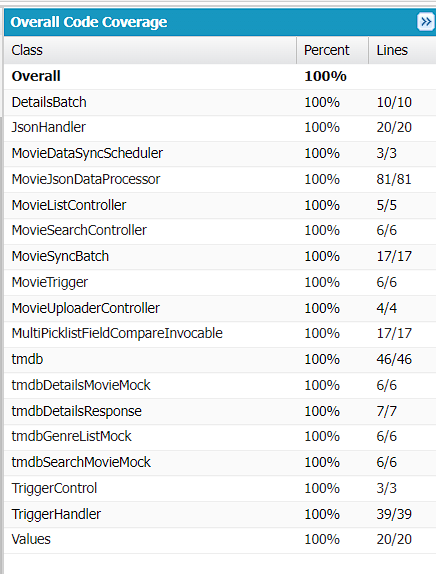 Overall Code Coverage
Class Percent Lines
Overall 100%
DetailsBatch 100% 10/10
JsonHandler 100% 20/20
MovieDataSyncScheduler 100% 3/3
MovieJsonDataProcessor 100% 81/81
MovieListController 100% 5/5
MovieSearchController 100% 6/6
MovieSyncBatch 100% 17/17
MovieTrigger 100% 6/6
MovieUploaderController 100% 4/4
MultiPicklistFieldCompareInvocable 100% 17/17
tmdb 100% 46/46
tmdbDetailsMovieMock 100% 6/6
tmdbDetailsResponse 100% 7/7
tmdbGenreListMock 100% 6/6
tmdbSearchMovieMock 100% 6/6
TriggerControl 100% 3/3
TriggerHandler 100% 39/39
Values 100% 20/20